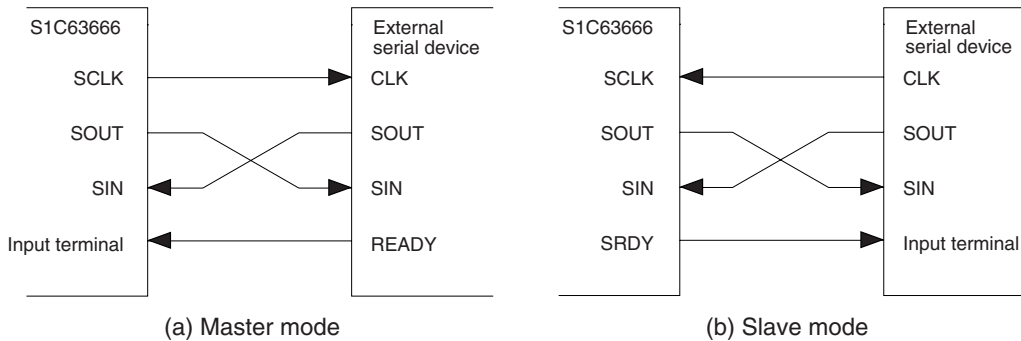 S1C63666
External
serial device
SCLK
CLK
SOUT
SOUT
SIN
SIN
Input terminal
READY
(a) Master mode
S1C63666
External
serial device
SCLK
CLK
SOUT
SOUT
SIN
SIN
SRDY
Input terminal
(b) Slave mode